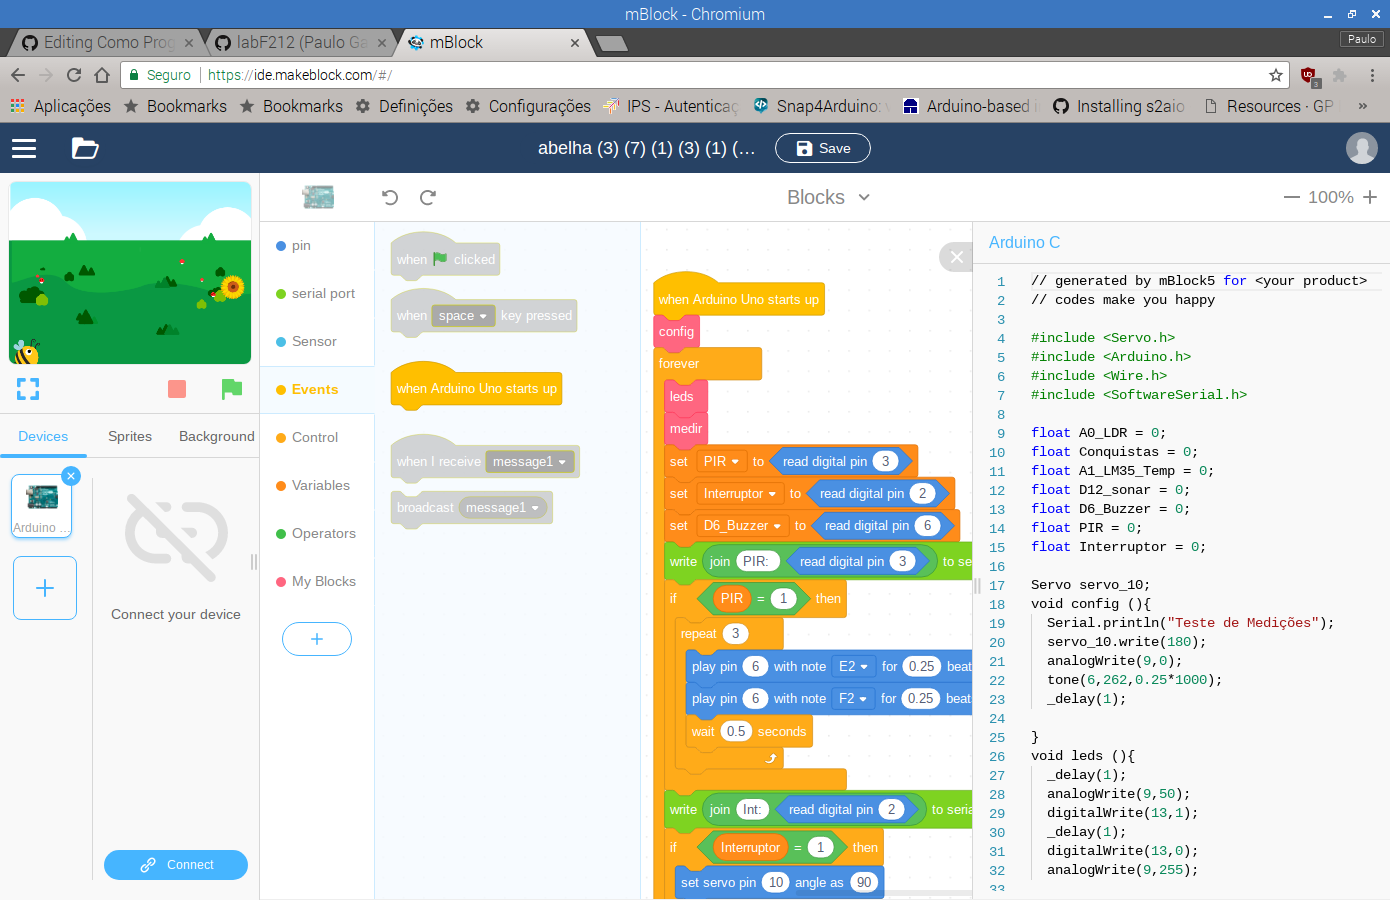 mBlock - Chromium
Editing Como Prog
labF212 (Paulo Ga
mBlock
Paulo
Seguro
https://ide.makeblock.com/#/
Aplicações
Bookmarks
Bookmarks
Definições
Configurações
IPS - Autenticaç
Snap4Arduino:
Arduino-based i
Installing s2aio
Resources · GP
»
abelha (3) (7) (1) (3) (1) (...
Save
Blocks
100%
Devices
Sprites
Background
Arduino ...
Connect your device
Connect
pin
serial port
Sensor
Events
Control
Variables
Operators
My Blocks
when clicked
when space key pressed
when Arduino Uno starts up
when I receive message1
broadcast message1
when Arduino Uno starts up
config
forever
leds
medir
set PIR to read digital pin 3
set Interruptor to read digital pin 2
set D6_Buzzer to read digital pin 6
write join PIR: read digital pin 3 to se
if PIR = 1 then
repeat 3
play pin 6 with note E2 for 0.25 beat
play pin 6 with note F2 for 0.25 beat
wait 0.5 seconds
write join Int: read digital pin 2 to seria
if Interruptor = 1 then
set servo pin 10 angle as 90
Arduino C
1 // generated by mBlock5 for <your product>
2 // codes make you happy
3
4 #include <Servo.h>
5 #include <Arduino.h>
6 #include <Wire.h>
7 #include <SoftwareSerial.h>
8
9 float A0_LDR = 0;
10 float Conquistas = 0;
11 float A1_LM35_Temp = 0;
12 float D12_sonar = 0;
13 float D6_Buzzer = 0;
14 float PIR = 0;
15 float Interruptor = 0;
16
17 Servo servo_10;
18 void config (){
19 Serial.println("Teste de Medições");
20 servo_10.write(180);
21 analogWrite(9,0);
22 tone(6,262,0.25*1000);
23 _delay(1);
24
25 }
26 void leds (){
27 _delay(1);
28 analogWrite(9,50);
29 digitalWrite(13,1);
30 _delay(1);
31 digitalWrite(13,0);
32 analogWrite(9,255);
33